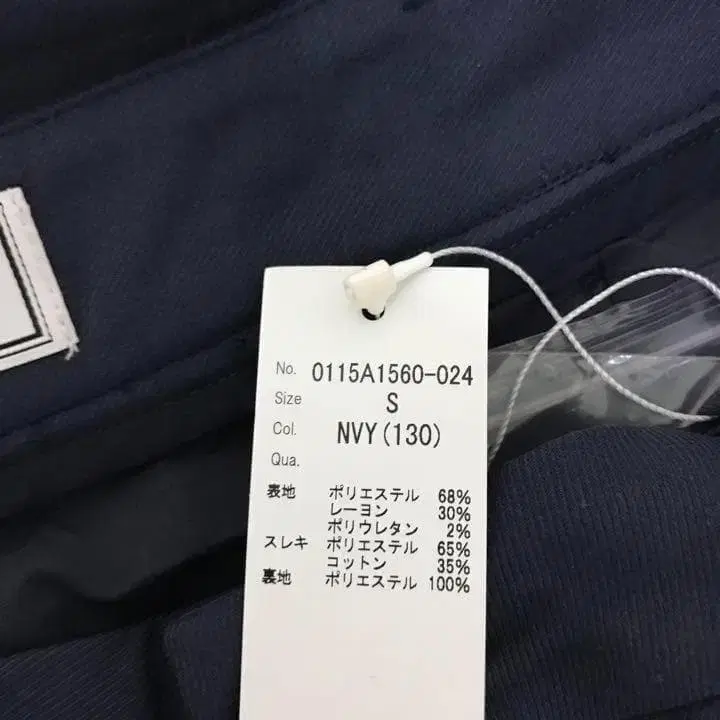 No. 0115A1560-024
Size S
Col. NVY(130)
Qua.
表地 ポリエステル 68%
レーヨン 30%
ポリウレタン 2%
スレキ ポリエステル 65%
コットン 35%
裏地 ポリエステル 100%